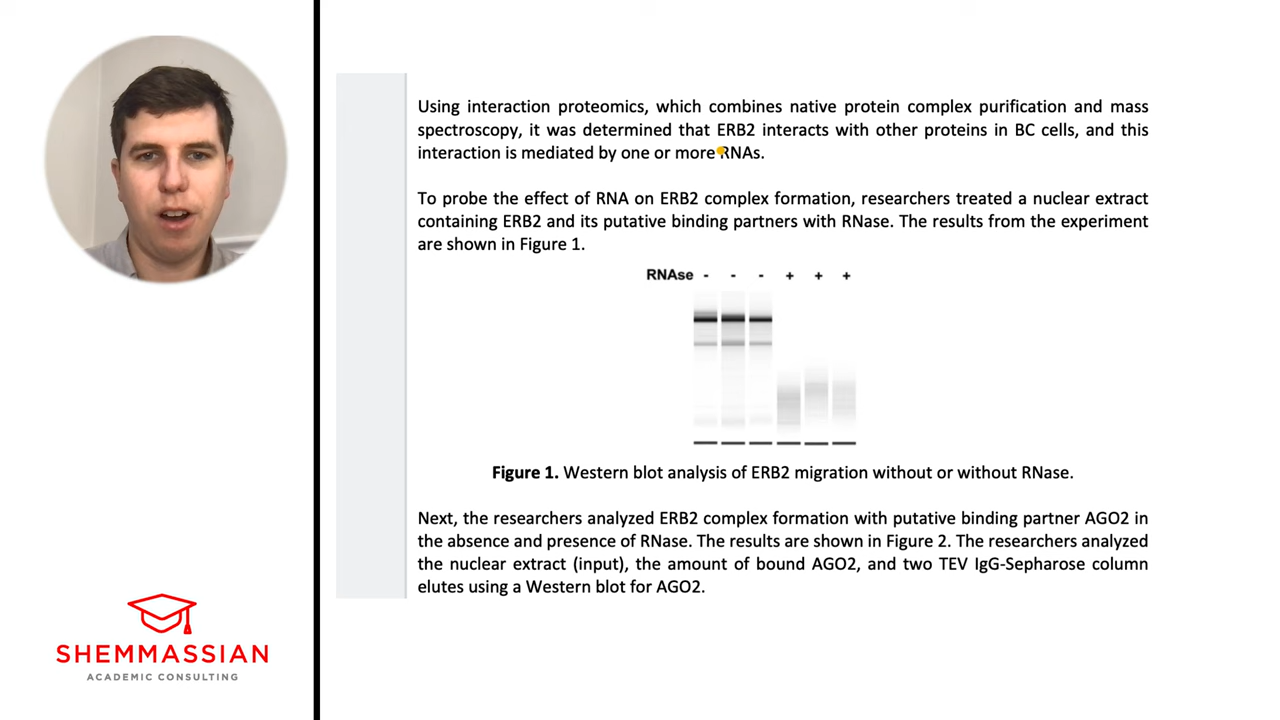 Using interaction proteomics, which combines native protein complex purification and mass
spectroscopy, it was determined that ERB2 interacts with other proteins in BC cells, and this
interaction is mediated by one or more RNAs.
To probe the effect of RNA on ERB2 complex formation, researchers treated a nuclear extract
containing ERB2 and its putative binding partners with RNase. The results from the experiment
are shown in Figure 1.
RNAse - - - + + +
Figure 1. Western blot analysis of ERB2 migration without or without RNase.
Next, the researchers analyzed ERB2 complex formation with putative binding partner AGO2 in
the absence and presence of RNase. The results are shown in Figure 2. The researchers analyzed
the nuclear extract (input), the amount of bound AGO2, and two TEV IgG-Sepharose column
elutes using a Western blot for AGO2.
SHEMMASSIAN
ACADEMIC CONSULTING